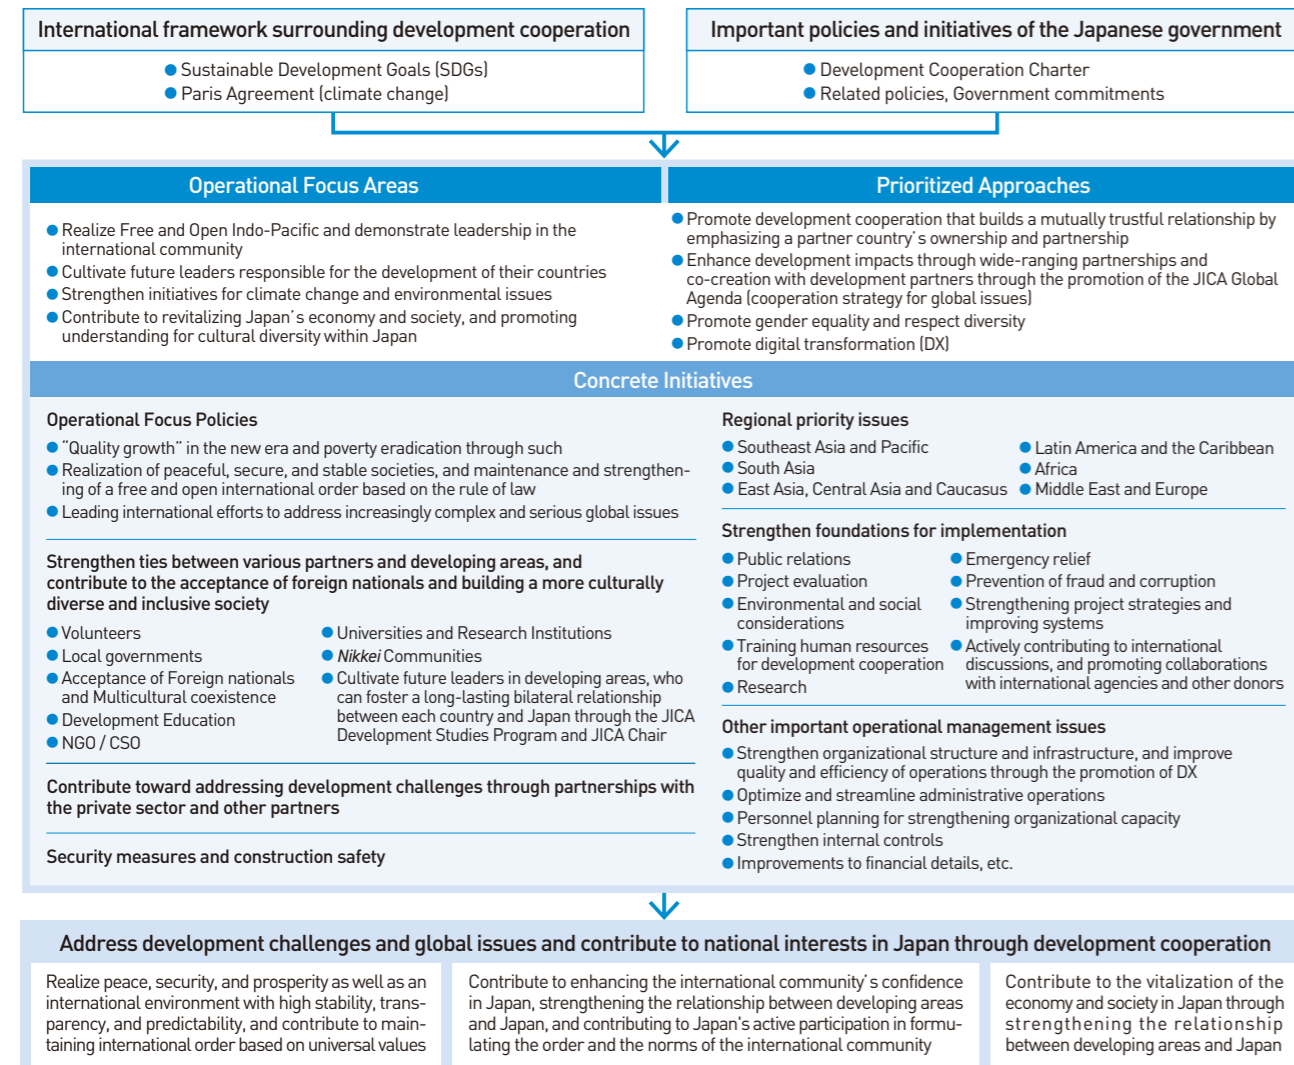 International framework surrounding development cooperation
● Sustainable Development Goals (SDGs)
● Paris Agreement (climate change)
Important policies and initiatives of the Japanese government
● Development Cooperation Charter
● Related policies, Government commitments
Operational Focus Areas
● Realize Free and Open Indo-Pacific and demonstrate leadership in the
international community
● Cultivate future leaders responsible for the development of their countries
● Strengthen initiatives for climate change and environmental issues
● Contribute to revitalizing Japan's economy and society, and promoting
understanding for cultural diversity within Japan
Prioritized Approaches
● Promote development cooperation that builds a mutually trustful relationship by
emphasizing a partner country's ownership and partnership
● Enhance development impacts through wide-ranging partnerships and
co-creation with development partners through the promotion of the JICA Global
Agenda (cooperation strategy for global issues)
● Promote gender equality and respect diversity
● Promote digital transformation (DX)
Concrete Initiatives
Operational Focus Policies
● "Quality growth" in the new era and poverty eradication through such
● Realization of peaceful, secure, and stable societies, and maintenance and strengthen-
ing of a free and open international order based on the rule of law
● Leading international efforts to address increasingly complex and serious global issues
Strengthen ties between various partners and developing areas, and
contribute to the acceptance of foreign nationals and building a more culturally
diverse and inclusive society
● Volunteers
● Local governments
● Acceptance of Foreign nationals
and Multicultural coexistence
● Development Education
● NGO / CSO
● Universities and Research Institutions
● Nikkei Communities
● Cultivate future leaders in developing areas, who
can foster a long-lasting bilateral relationship
between each country and Japan through the JICA
Development Studies Program and JICA Chair
Contribute toward addressing development challenges through partnerships with
the private sector and other partners
Security measures and construction safety
Regional priority issues
● Southeast Asia and Pacific
● South Asia
● East Asia, Central Asia and Caucasus
● Latin America and the Caribbean
● Africa
● Middle East and Europe
Strengthen foundations for implementation
● Public relations
● Project evaluation
● Environmental and social
considerations
● Training human resources
for development cooperation
● Research
● Emergency relief
● Prevention of fraud and corruption
● Strengthening project strategies and
improving systems
● Actively contributing to international
discussions, and promoting collaborations
with international agencies and other donors
Other important operational management issues
● Strengthen organizational structure and infrastructure, and improve
quality and efficiency of operations through the promotion of DX
● Optimize and streamline administrative operations
● Personnel planning for strengthening organizational capacity
● Strengthen internal controls
● Improvements to financial details, etc.
Address development challenges and global issues and contribute to national interests in Japan through development cooperation
Realize peace, security, and prosperity as well as an
international environment with high stability, trans-
parency, and predictability, and contribute to main-
taining international order based on universal values
Contribute to enhancing the international community's confidence
in Japan, strengthening the relationship between developing areas
and Japan, and contributing to Japan's active participation in formu-
lating the order and the norms of the international community
Contribute to the vitalization of the
economy and society in Japan through
strengthening the relationship
between developing areas and Japan